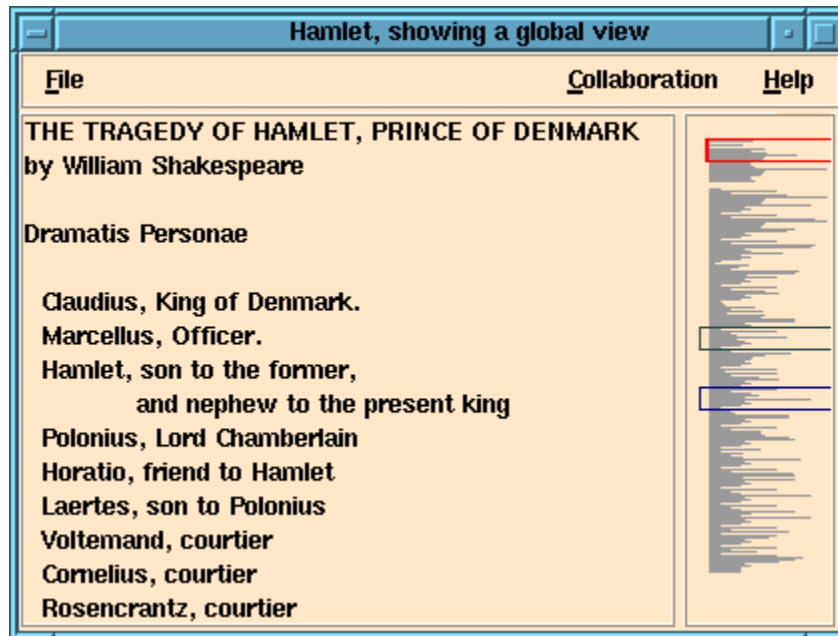 Hamlet, showing a global view
File Collaboration Help
THE TRAGEDY OF HAMLET, PRINCE OF DENMARK
by William Shakespeare
Dramatis Personae
Claudius, King of Denmark.
Marcellus, Officer.
Hamlet, son to the former,
and nephew to the present king
Polonius, Lord Chamberlain
Horatio, friend to Hamlet
Laertes, son to Polonius
Voltemand, courtier
Cornelius, courtier
Rosencrantz, courtier